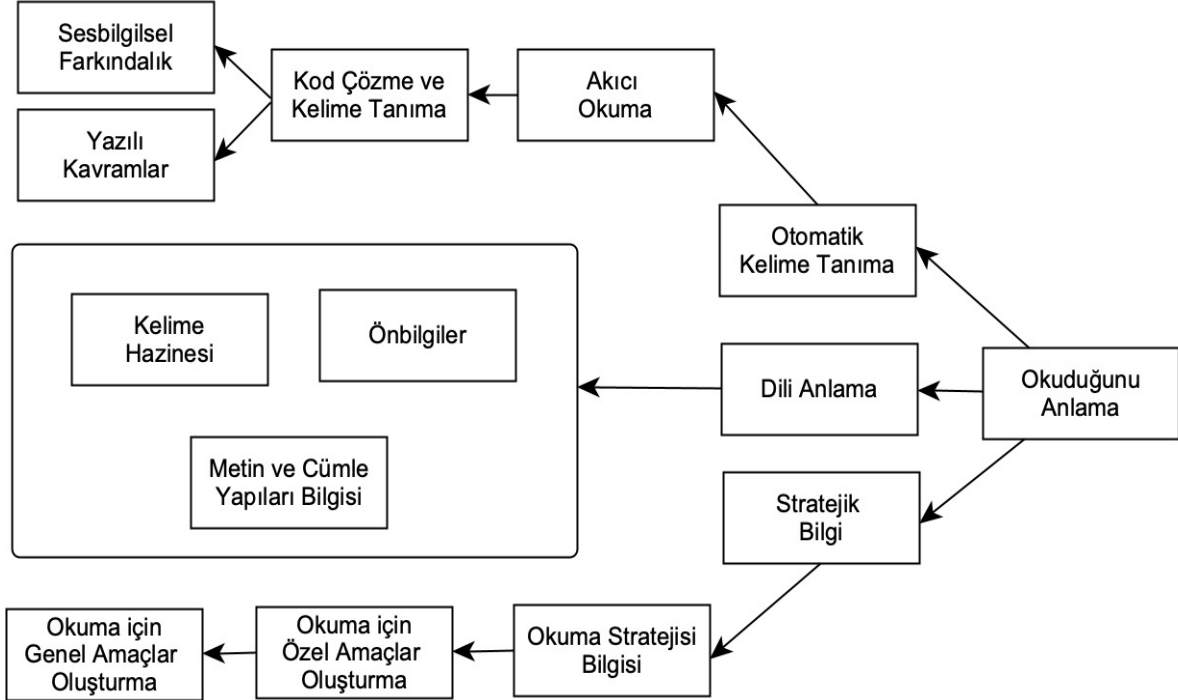 Sesbilgilsel
Farkındalık
Kod Çözme ve
Kelime Tanıma
Akıcı
Okuma
Yazılı
Kavramlar
Otomatik
Kelime Tanıma
Kelime
Hazinesi
Önbilgiler
Dili Anlama
Okuduğunu
Anlama
Metin ve Cümle
Yapıları Bilgisi
Stratejik
Bilgi
Okuma için
Genel Amaçlar
Oluşturma
Okuma için
Özel Amaçlar
Oluşturma
Okuma Stratejisi
Bilgisi